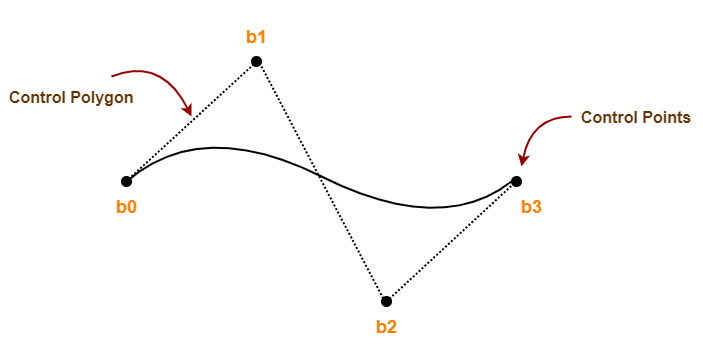 b1
Control Polygon
Control Points
b0
b3
b2